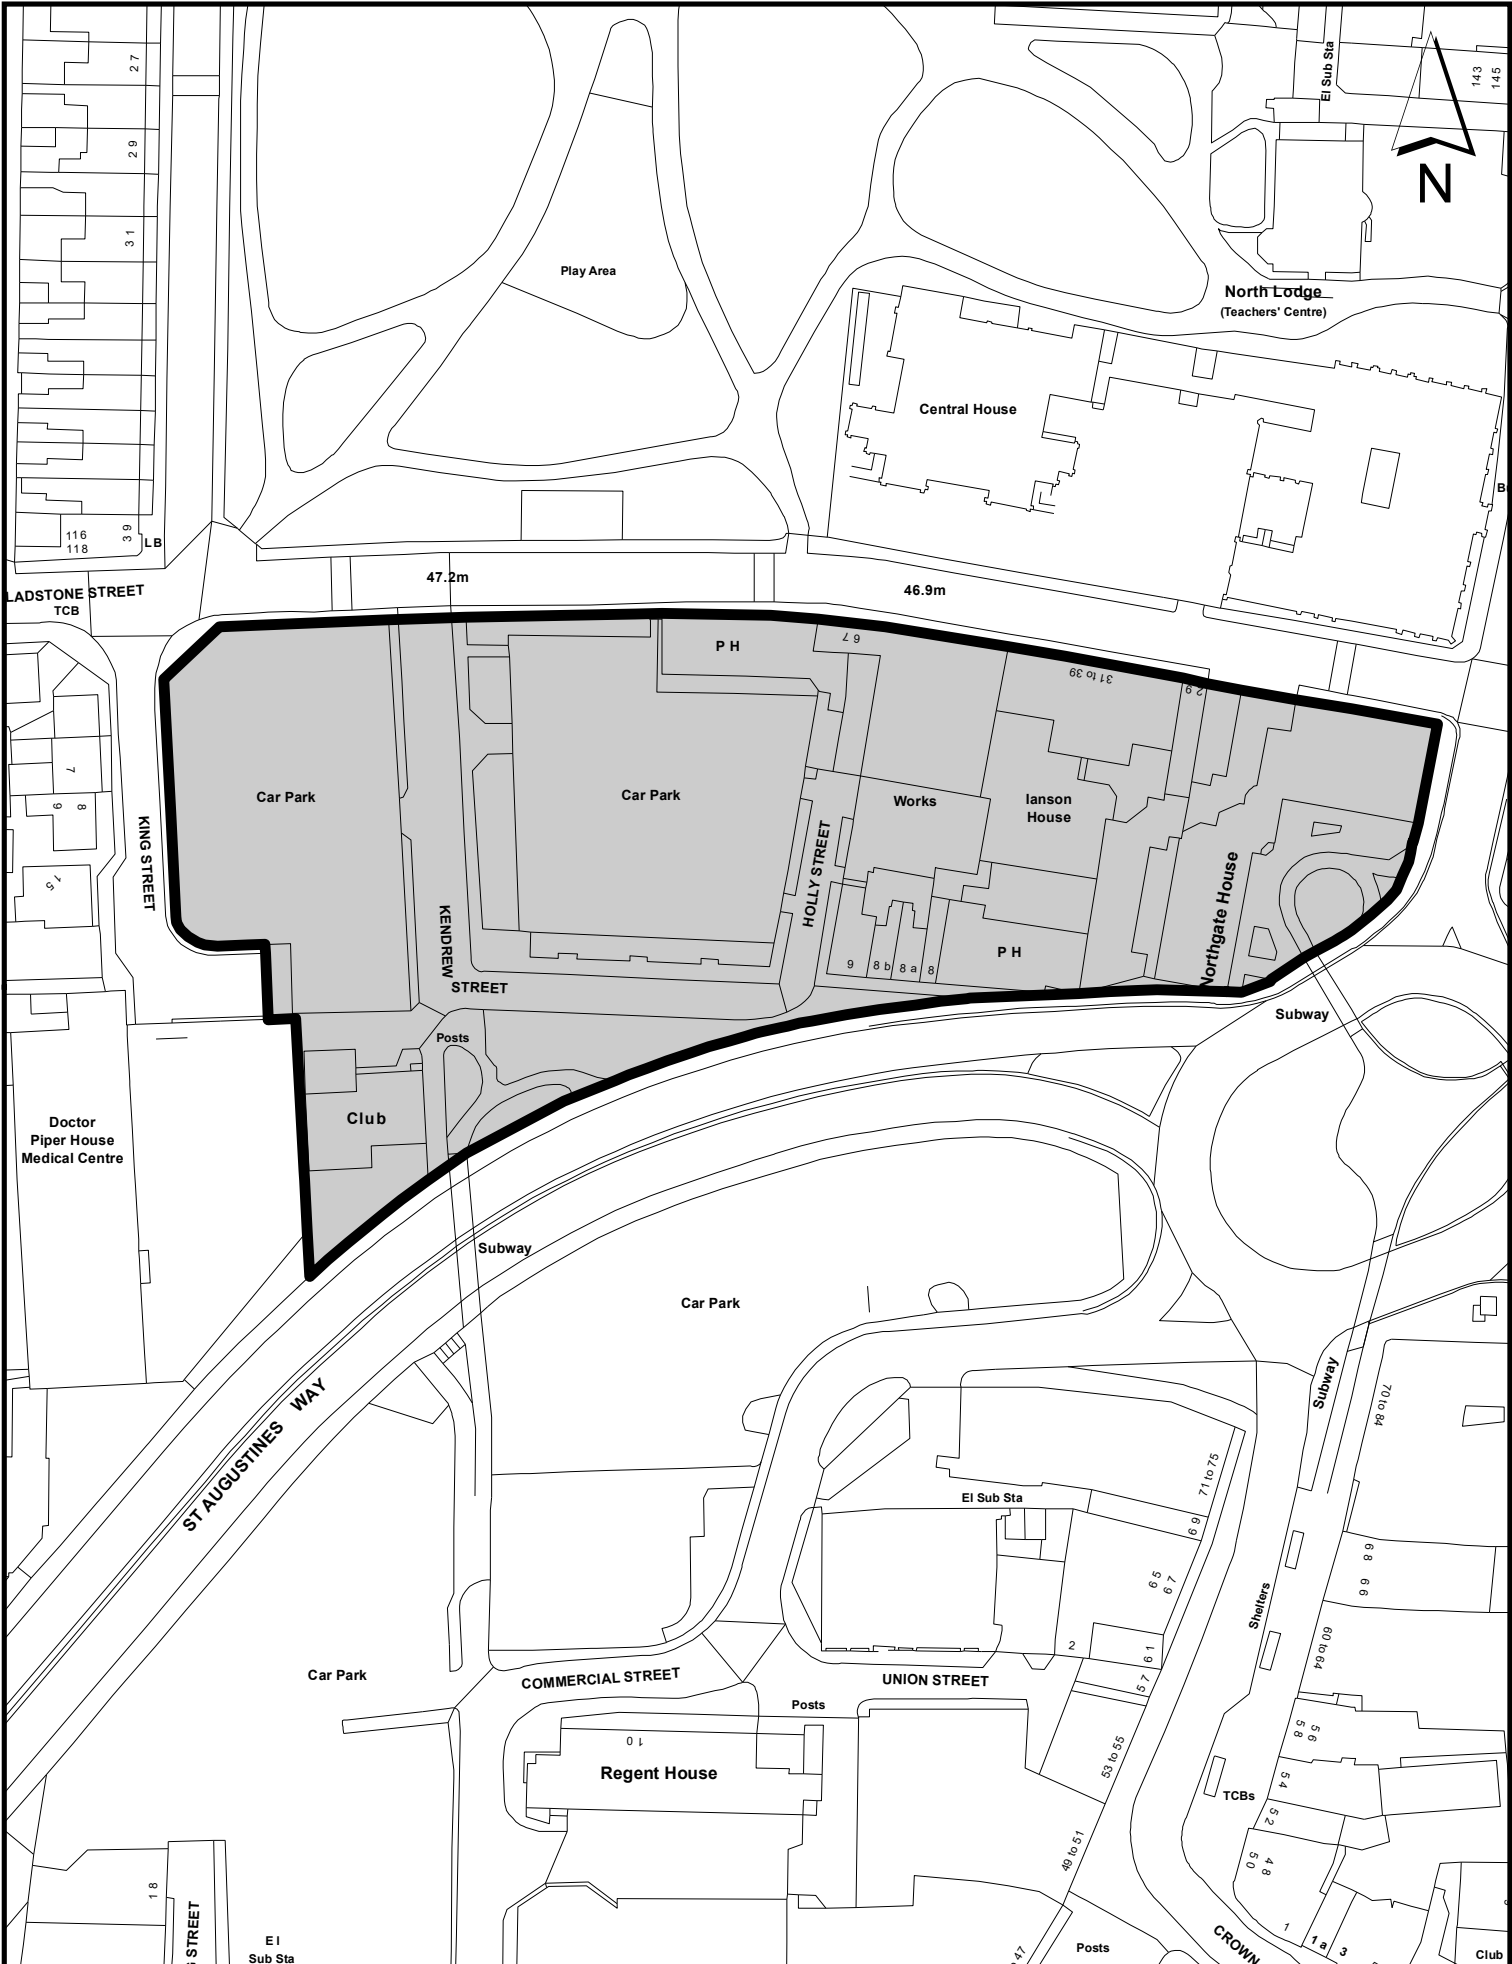 27
29
31
39
116
118
LB
El Sub Sta
143
145
N
Play Area
North Lodge
(Teachers' Centre)
Central House
LADSTONE STREET
TCB
47.2m
46.9m
P H
67
31 to 39
29
7
8
9
15
KING STREET
Car Park
KENDREW
STREET
Car Park
HOLLY STREET
Works
Ianson
House
Northgate House
9
8 b
8 a
8
P H
Posts
Club
Subway
Doctor
Piper House
Medical Centre
Subway
Car Park
ST AUGUSTINES WAY
Subway
70 to 84
71 to 75
El Sub Sta
69
65
67
68
66
Shelters
60 to 64
2
61
57
Car Park
COMMERCIAL STREET
UNION STREET
Posts
10
Regent House
53 to 55
58
56
54
TCBs
52
49 to 51
50
48
18
STREET
El
Sub Sta
47
Posts
CROWN
1
1a
3
Club